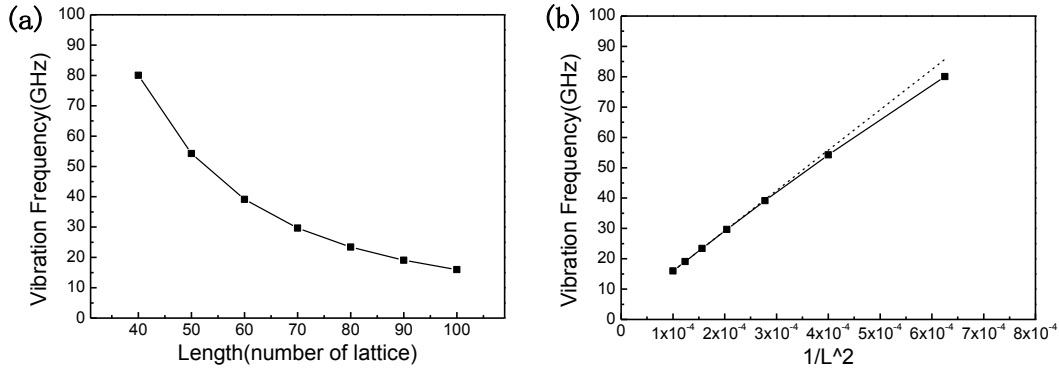 (a)
Vibration Frequency(GHz)
100
90
80
70
60
50
40
30
20
10
0
40 50 60 70 80 90 100
Length(number of lattice)
(b)
Vibration Frequency(GHz)
100
90
80
70
60
50
40
30
20
10
0
0 1x10⁻⁴ 2x10⁻⁴ 3x10⁻⁴ 4x10⁻⁴ 5x10⁻⁴ 6x10⁻⁴ 7x10⁻⁴ 8x10⁻⁴
1/L^2